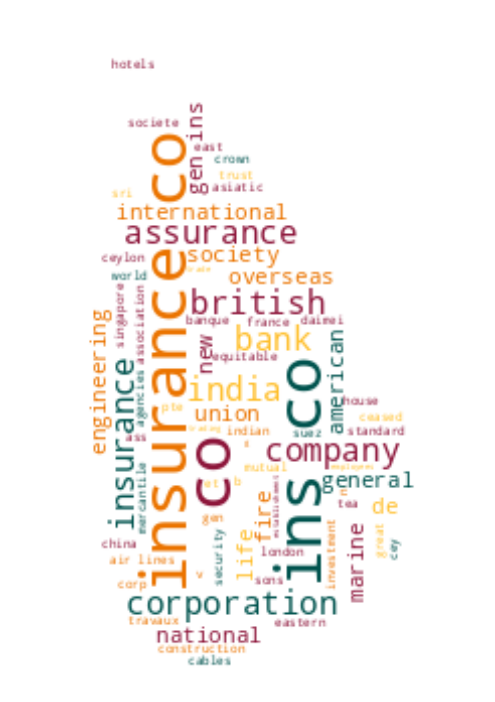 hotels
gen ins
societe
insurance co
east
crown
trust
asiatic
sri
international
assurance
society
ceylon
world
overseas
singapore
association
british
engineering
banque
france
daimei
new
bank
american
equitable
insurance
india
ins co
agencies
house
pte
union
ceased
indian
suez
standard
ass
co
company
mutual
mercantile
et
b
general
establishment
tea
de
gen
fire
china
security
life
london
investment
marine
great
cey
air lines
v
sons
corp
corporation
travaux
eastern
national
construction
cables